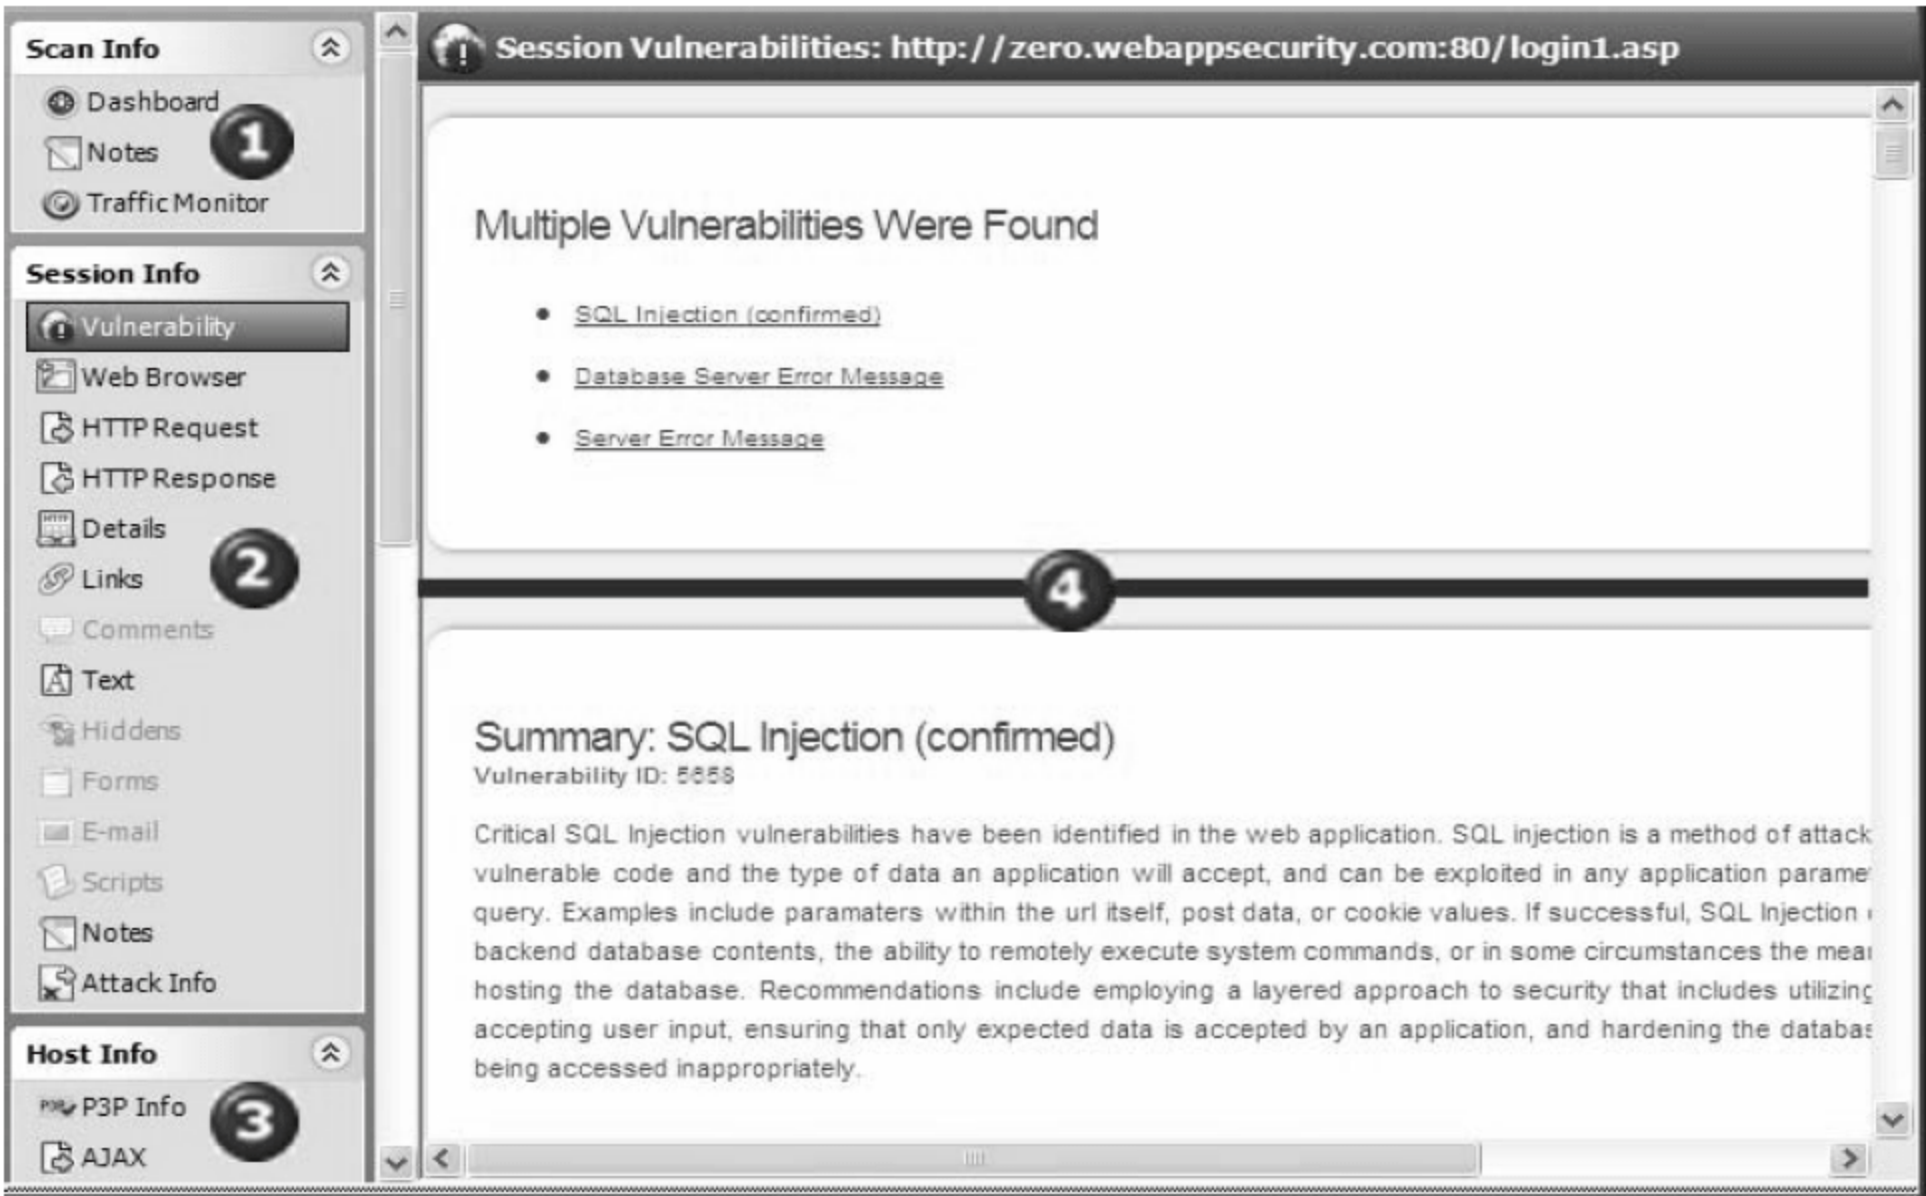 Scan Info
Dashboard
1
Notes
Traffic Monitor
Session Info
Vulnerability
Web Browser
HTTP Request
HTTP Response
Details
2
Links
Comments
Text
Hiddens
Forms
E-mail
Scripts
Notes
Attack Info
Host Info
P3P Info
3
AJAX
Session Vulnerabilities: http://zero.webappsecurity.com:80/login1.asp
Multiple Vulnerabilities Were Found
SQL Injection (confirmed)
Database Server Error Message
Server Error Message
4
Summary: SQL Injection (confirmed)
Vulnerability ID: 5658
Critical SQL Injection vulnerabilities have been identified in the web application. SQL injection is a method of attack
vulnerable code and the type of data an application will accept, and can be exploited in any application parame
query. Examples include paramaters within the url itself, post data, or cookie values. If successful, SQL Injection
backend database contents, the ability to remotely execute system commands, or in some circumstances the mean
hosting the database. Recommendations include employing a layered approach to security that includes utilizing
accepting user input, ensuring that only expected data is accepted by an application, and hardening the databas
being accessed inappropriately.